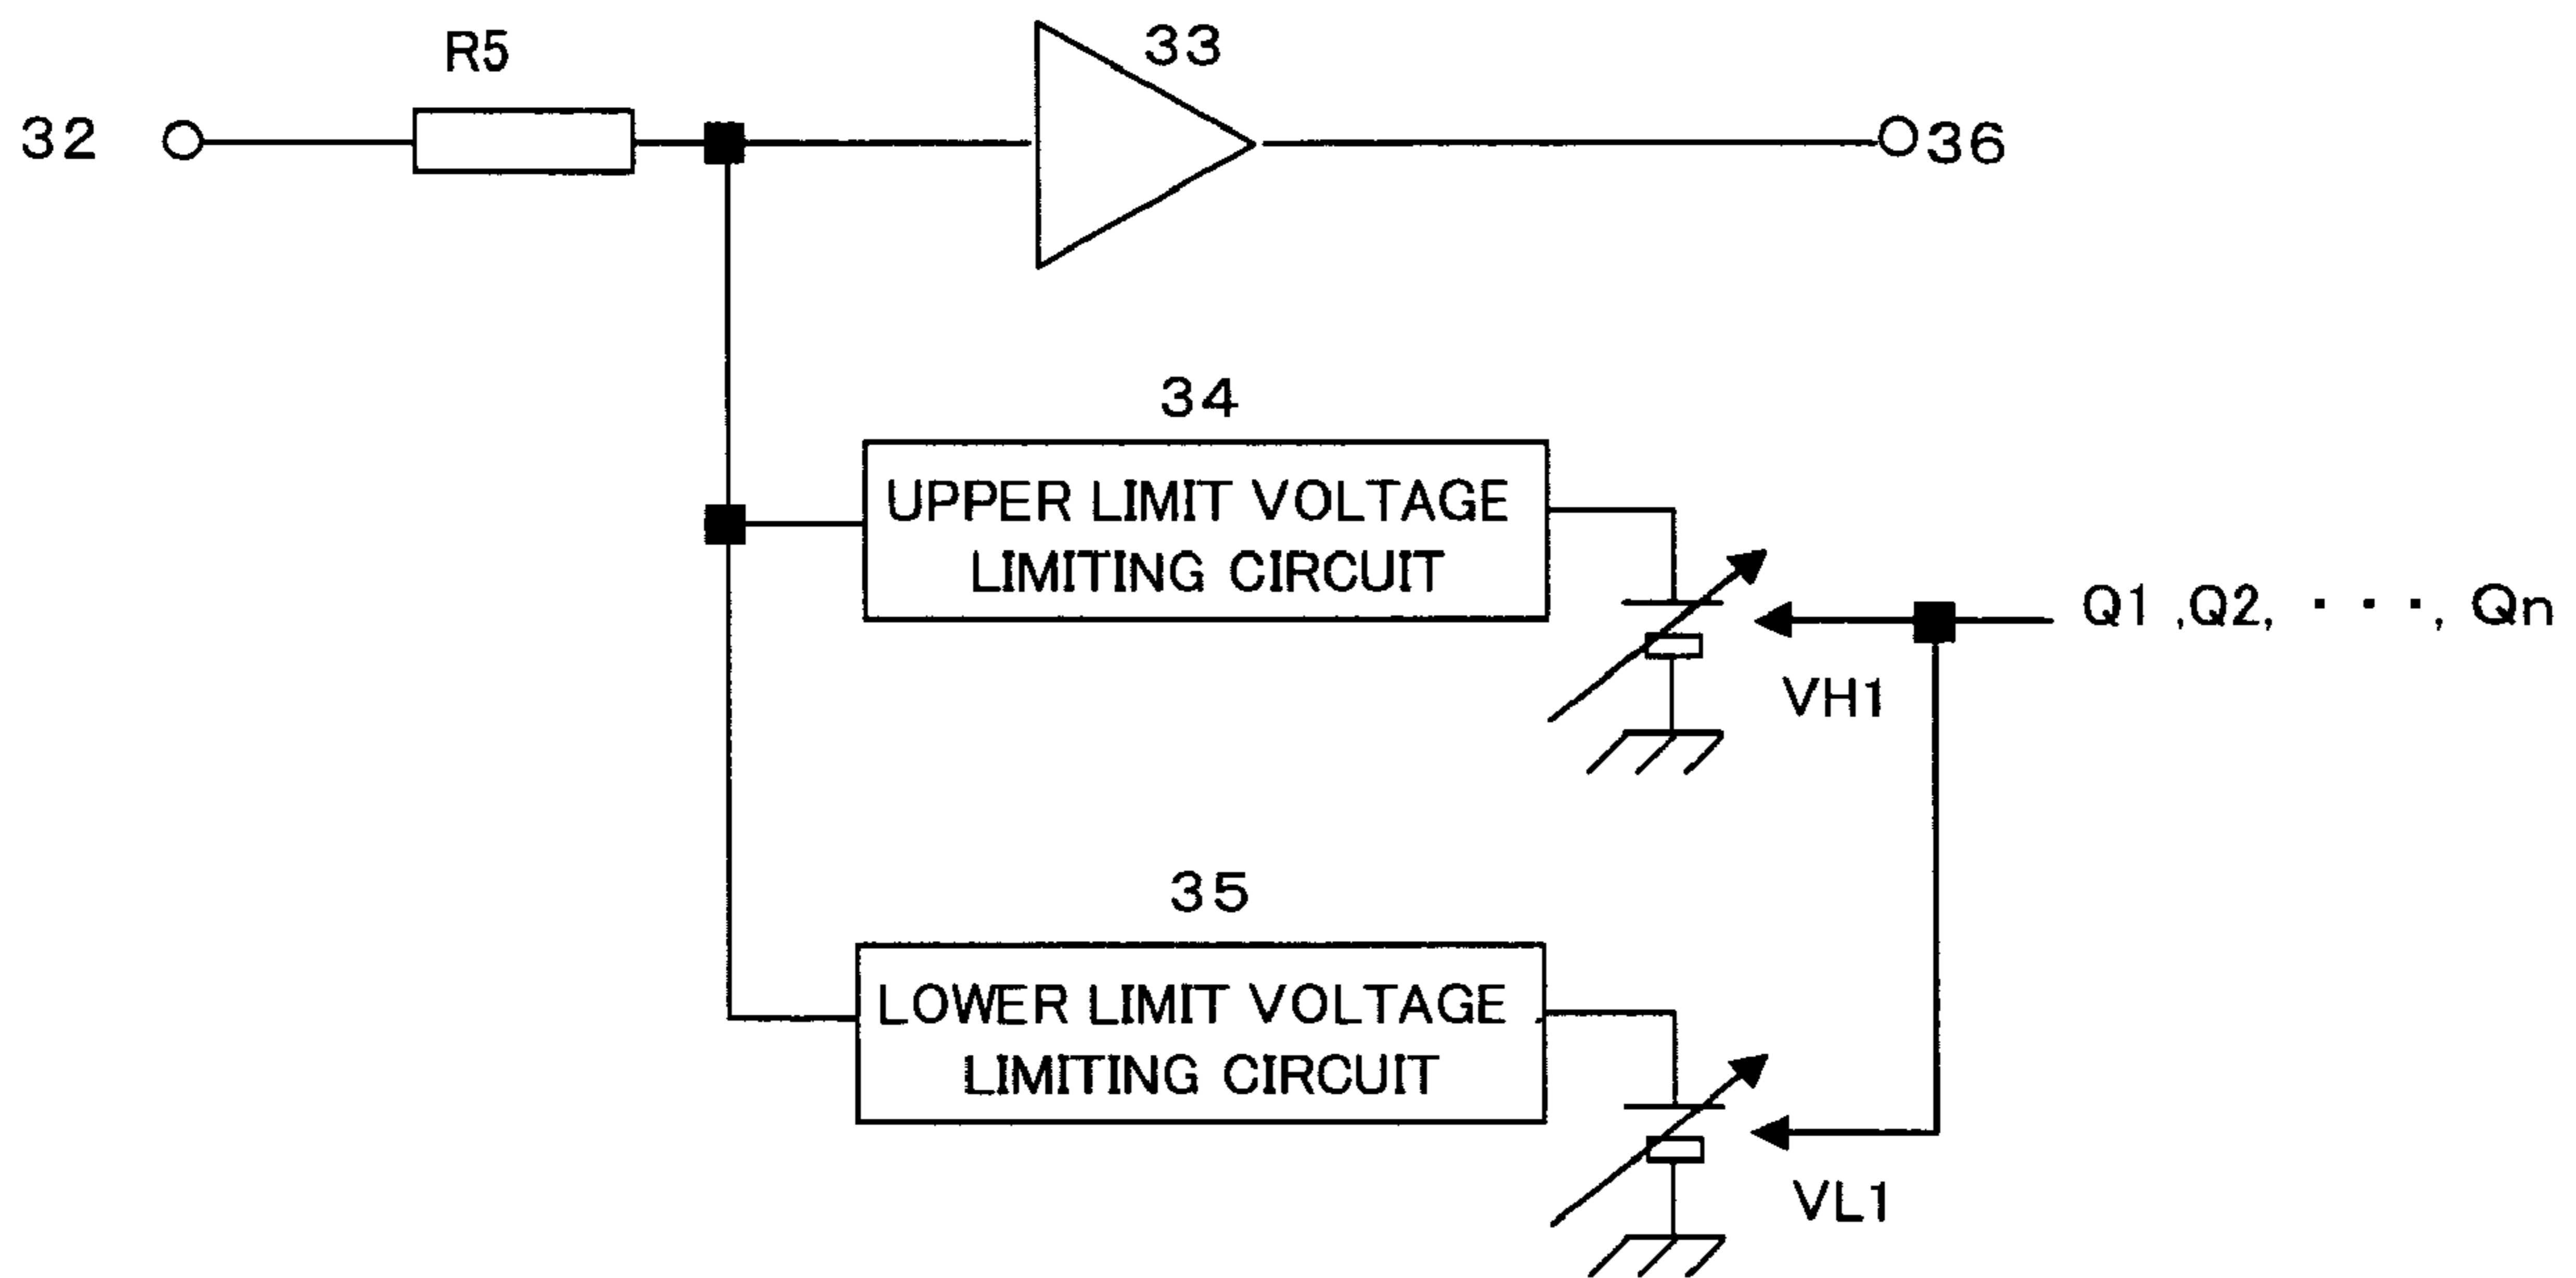 R5
33
32
36
34
UPPER LIMIT VOLTAGE
LIMITING CIRCUIT
Q1 ,Q2, ・・・, Qn
VH1
35
LOWER LIMIT VOLTAGE
LIMITING CIRCUIT
VL1